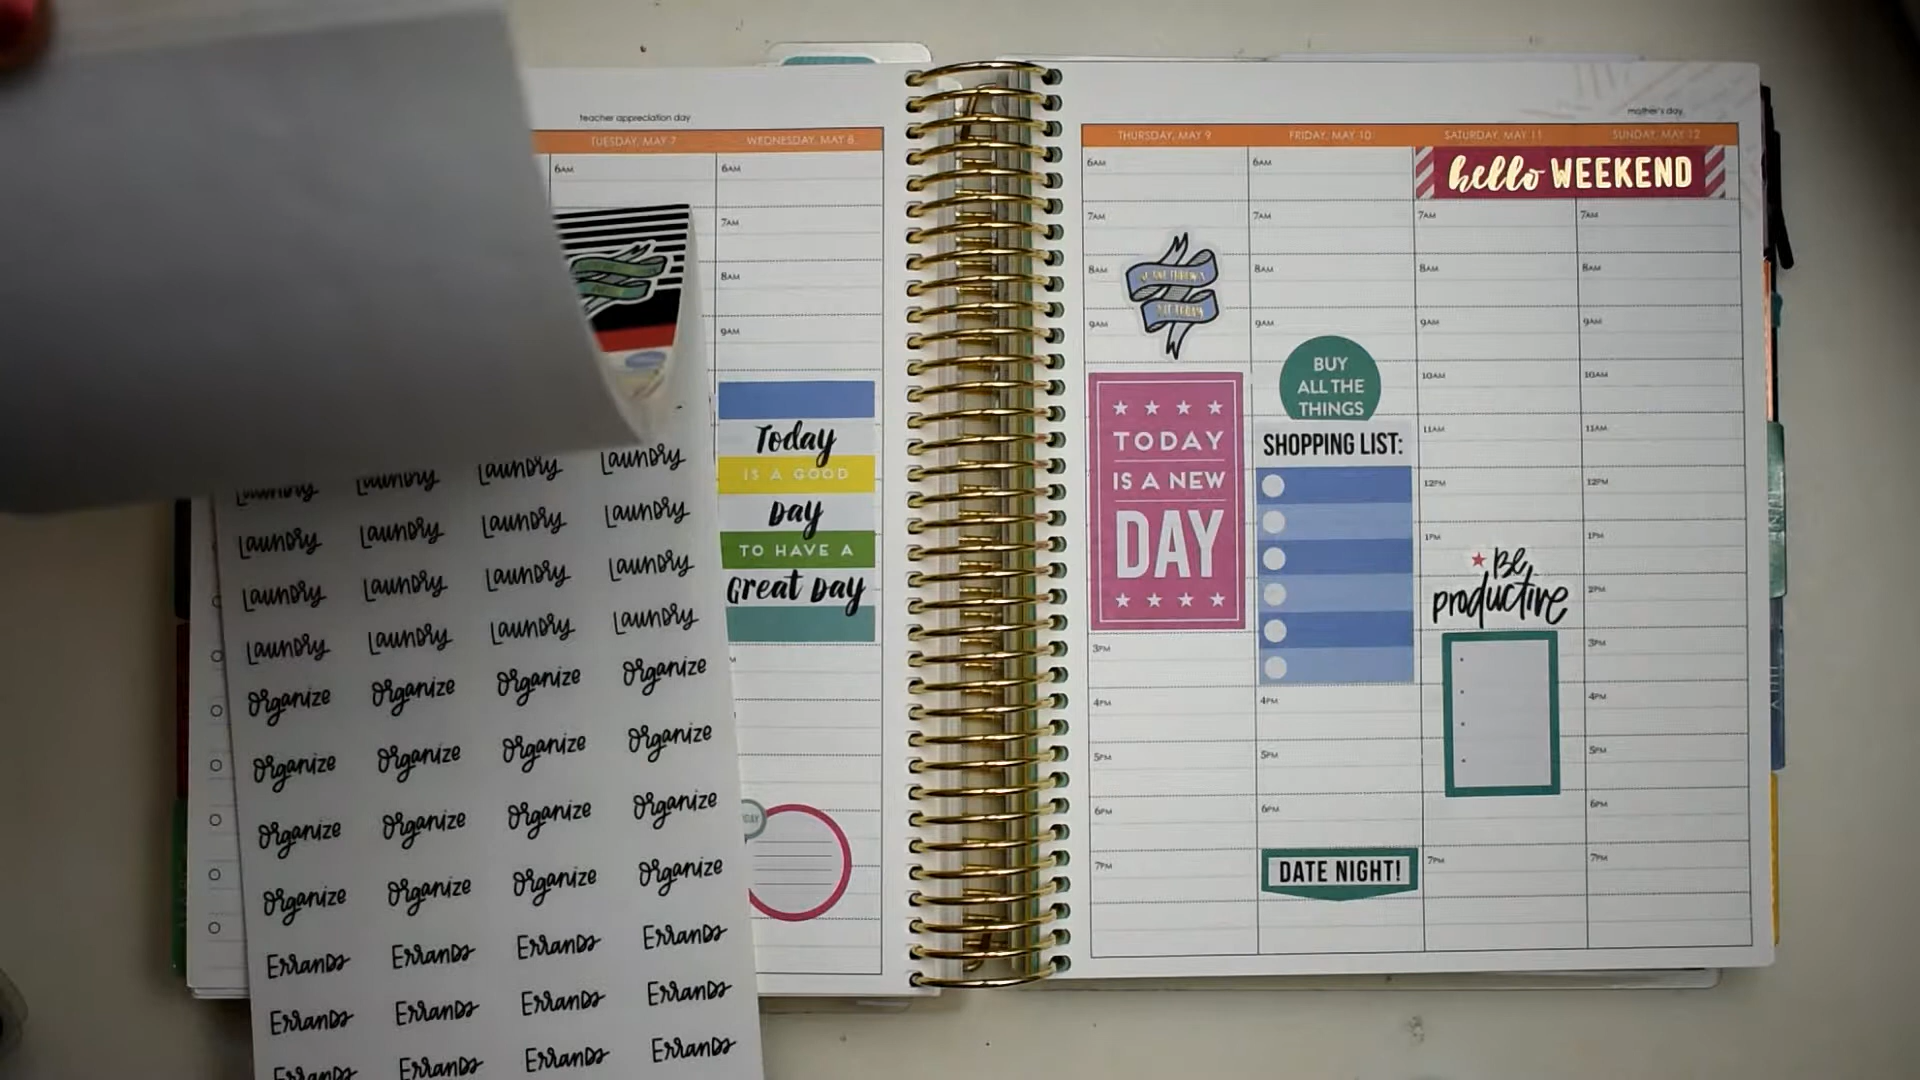 teacher appreciation day
TUESDAY, MAY 7
WEDNESDAY, MAY 8
6AM
6AM
7AM
8AM
9AM
Today
IS A GOOD
Day
TO HAVE A
Great Day
Laundry Laundry Laundry Laundry
Laundry Laundry Laundry Laundry
Laundry Laundry Laundry Laundry
Laundry Laundry Laundry Laundry
Organize Organize Organize Organize
Organize Organize Organize Organize
Organize Organize Organize Organize
Organize Organize Organize Organize
Errands Errands Errands Errands
Errands Errands Errands Errands
Errands Errands Errands Errands
mother's day
THURSDAY, MAY 9
FRIDAY, MAY 10
SATURDAY, MAY 11
SUNDAY, MAY 12
6AM
7AM
8AM
9AM
TODAY
IS A NEW
DAY
3PM
4PM
5PM
6PM
7PM
6AM
7AM
8AM
9AM
BUY
ALL THE
THINGS
SHOPPING LIST:
4PM
5PM
6PM
DATE NIGHT!
hello WEEKEND
7AM
8AM
9AM
10AM
11AM
12PM
1PM
Be
productive
7PM
7AM
8AM
9AM
10AM
11AM
12PM
1PM
2PM
3PM
4PM
5PM
6PM
7PM